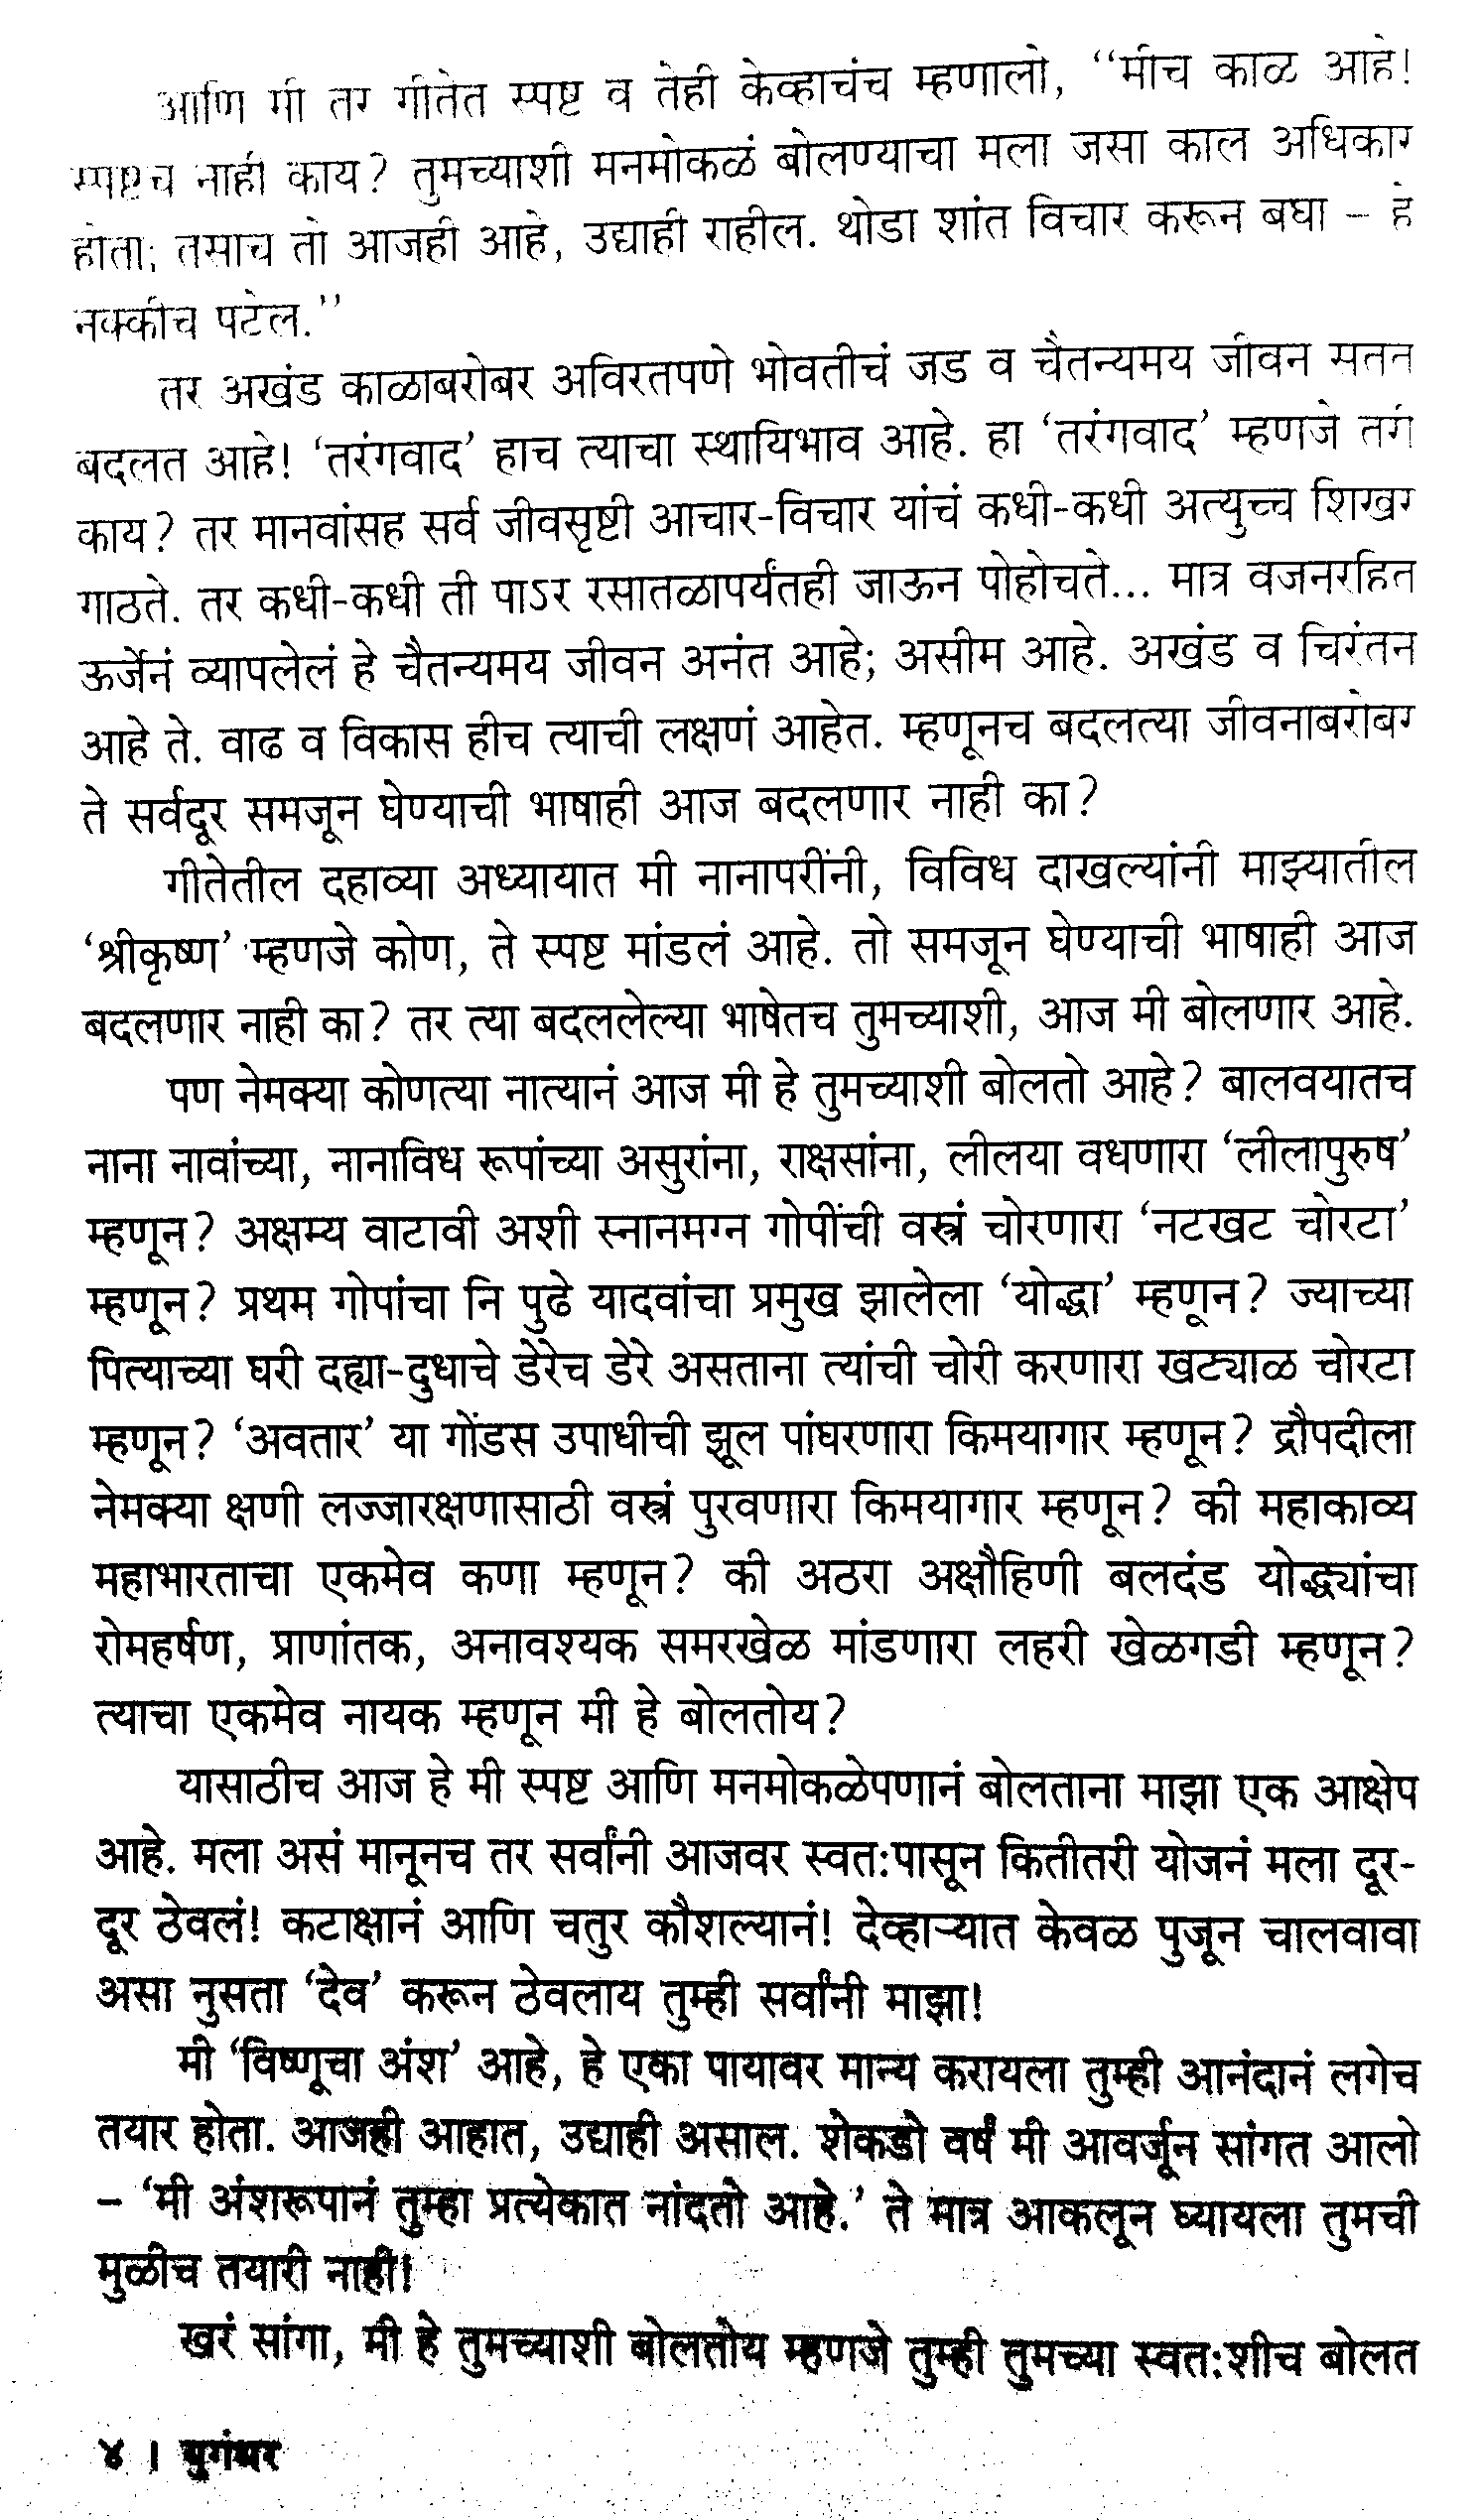 आणि मी तर गीतेत स्पष्ट व तेही केव्हाचंच म्हणालो, “मीच काळ आहे!
स्पष्टच नाही काय? तुमच्याशी मनमोकळं बोलण्याचा मला जसा काल अधिकार
होता; तसाच तो आजही आहे, उद्याही राहील. थोडा शांत विचार करून बघा – हे
नक्कीच पटेल.”
तर अखंड काळाबरोबर अविरतपणे भोवतीचं जड व चैतन्यमय जीवन सतत
बदलत आहे! ‘तरंगवाद’ हाच त्याचा स्थायिभाव आहे. हा ‘तरंगवाद’ म्हणजे तरी
काय? तर मानवांसह सर्व जीवसृष्टी आचार-विचार यांचं कधी-कधी अत्युच्च शिखर
गाठते. तर कधी-कधी ती पाऽर रसातळापर्यंतही जाऊन पोहोचते... मात्र वजनरहित
ऊर्जेनं व्यापलेलं हे चैतन्यमय जीवन अनंत आहे; असीम आहे. अखंड व चिरंतन
आहे ते. वाढ व विकास हीच त्याची लक्षणं आहेत. म्हणूनच बदलत्या जीवनाबरोबर
ते सर्वदूर समजून घेण्याची भाषाही आज बदलणार नाही का?
गीतेतील दहाव्या अध्यायात मी नानापरींनी, विविध दाखल्यांनी माझ्यातील
‘श्रीकृष्ण’ म्हणजे कोण, ते स्पष्ट मांडलं आहे. तो समजून घेण्याची भाषाही आज
बदलणार नाही का? तर त्या बदललेल्या भाषेतच तुमच्याशी, आज मी बोलणार आहे.
पण नेमक्या कोणत्या नात्यानं आज मी हे तुमच्याशी बोलतो आहे? बालवयातच
नाना नावांच्या, नानाविध रूपांच्या असुरांना, राक्षसांना, लीलया वधणारा ‘लीलापुरुष’
म्हणून? अक्षम्य वाटावी अशी स्नानमग्न गोपींची वस्त्रं चोरणारा ‘नटखट चोरटा’
म्हणून? प्रथम गोपांचा नि पुढे यादवांचा प्रमुख झालेला ‘योद्धा’ म्हणून? ज्याच्या
पित्याच्या घरी दह्या-दुधाचे डेरेच डेरे असताना त्यांची चोरी करणारा खट्याळ चोरटा
म्हणून? ‘अवतार’ या गोंडस उपाधीची झूल पांघरणारा किमयागार म्हणून? द्रौपदीला
नेमक्या क्षणी लज्जारक्षणासाठी वस्त्रं पुरवणारा किमयागार म्हणून? की महाकाव्य
महाभारताचा एकमेव कणा म्हणून? की अठरा अक्षौहिणी बलदंड योद्ध्यांचा
रोमहर्षण, प्राणांतक, अनावश्यक समरखेळ मांडणारा लहरी खेळगडी म्हणून?
त्याचा एकमेव नायक म्हणून मी हे बोलतोय?
यासाठीच आज हे मी स्पष्ट आणि मनमोकळेपणानं बोलताना माझा एक आक्षेप
आहे. मला असं मानूनच तर सर्वांनी आजवर स्वत:पासून कितीतरी योजनं मला दूर-
दूर ठेवलं! कटाक्षानं आणि चतुर कौशल्यानं! देव्हाऱ्यात केवळ पुजून चालवावा
असा नुसता ‘देव’ करून ठेवलाय तुम्ही सर्वांनी माझा!
मी ‘विष्णूचा अंश’ आहे, हे एका पायावर मान्य करायला तुम्ही आनंदानं लगेच
तयार होता. आजही आहात, उद्याही असाल. शेकडो वर्षं मी आवर्जून सांगत आलो
– ‘मी अंशरूपानं तुम्हा प्रत्येकात नांदतो आहे.’ ते मात्र आकलून घ्यायला तुमची
मुळीच तयारी नाही!
खरं सांगा, मी हे तुमच्याशी बोलतोय म्हणजे तुम्ही तुमच्या स्वत:शीच बोलत
४ । युगंधर